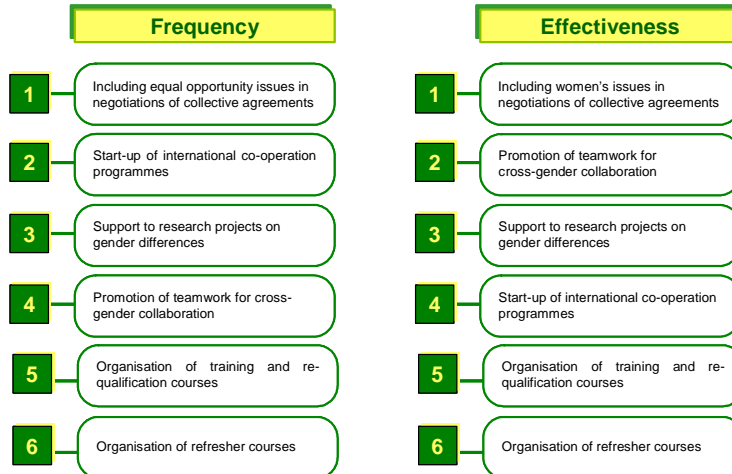 Frequency
1
Including equal opportunity issues in
negotiations of collective agreements
2
Start-up of international co-operation
programmes
3
Support to research projects on
gender differences
4
Promotion of teamwork for cross-
gender collaboration
5
Organisation of training and re-
qualification courses
6
Organisation of refresher courses
Effectiveness
1
Including women's issues in
negotiations of collective agreements
2
Promotion of teamwork for
cross-gender collaboration
3
Support to research projects on
gender differences
4
Start-up of international co-operation
programmes
5
Organisation of training and re-
qualification courses
6
Organisation of refresher courses